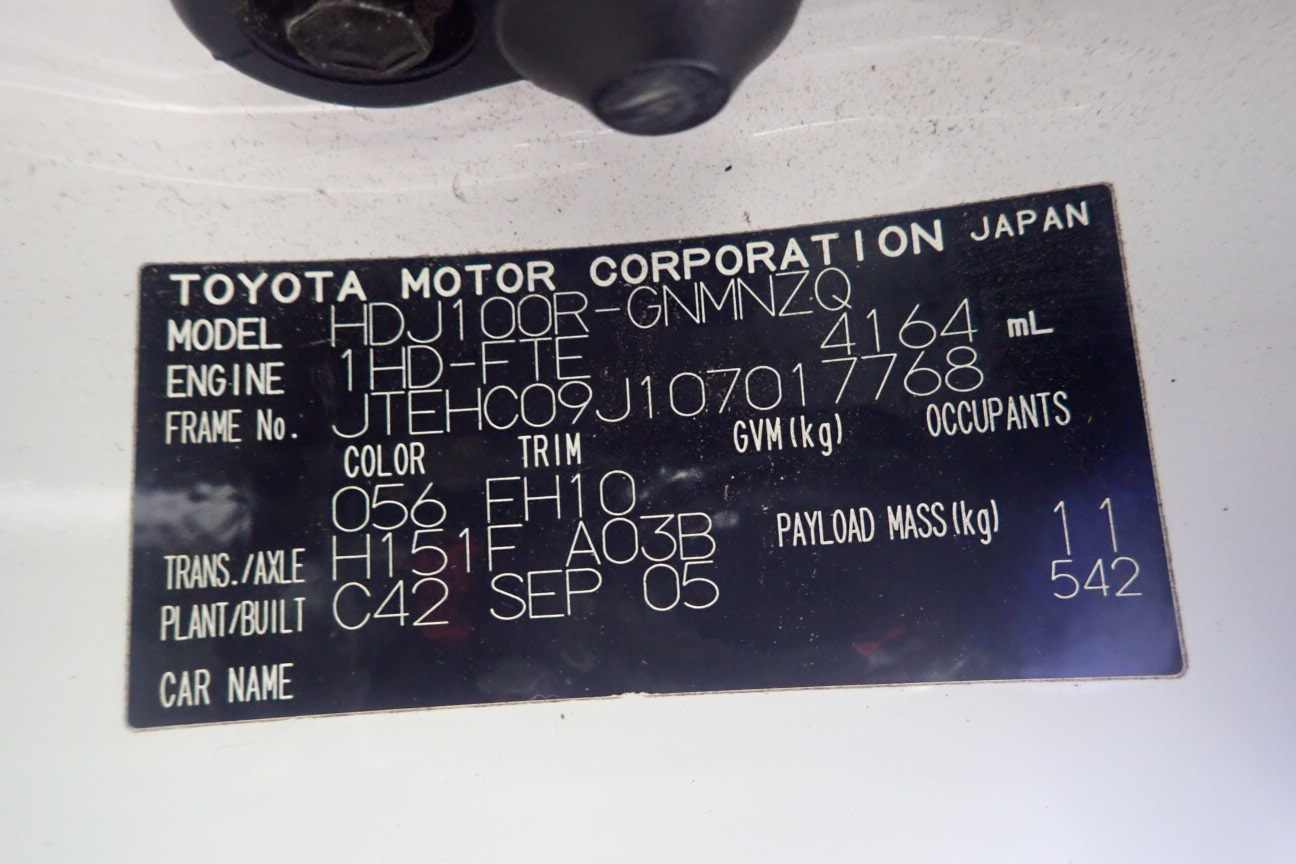 TOYOTA MOTOR CORPORATION JAPAN
MODEL HDJ100R-GNMNZQ
ENGINE 1HD-FTE 4164 mL
FRAME No. JTEHC09J107017768
COLOR TRIM GVM(kg) OCCUPANTS
056 FH10
TRANS./AXLE H151F A03B PAYLOAD MASS(kg) 11
PLANT/BUILT C42 SEP 05 542
CAR NAME